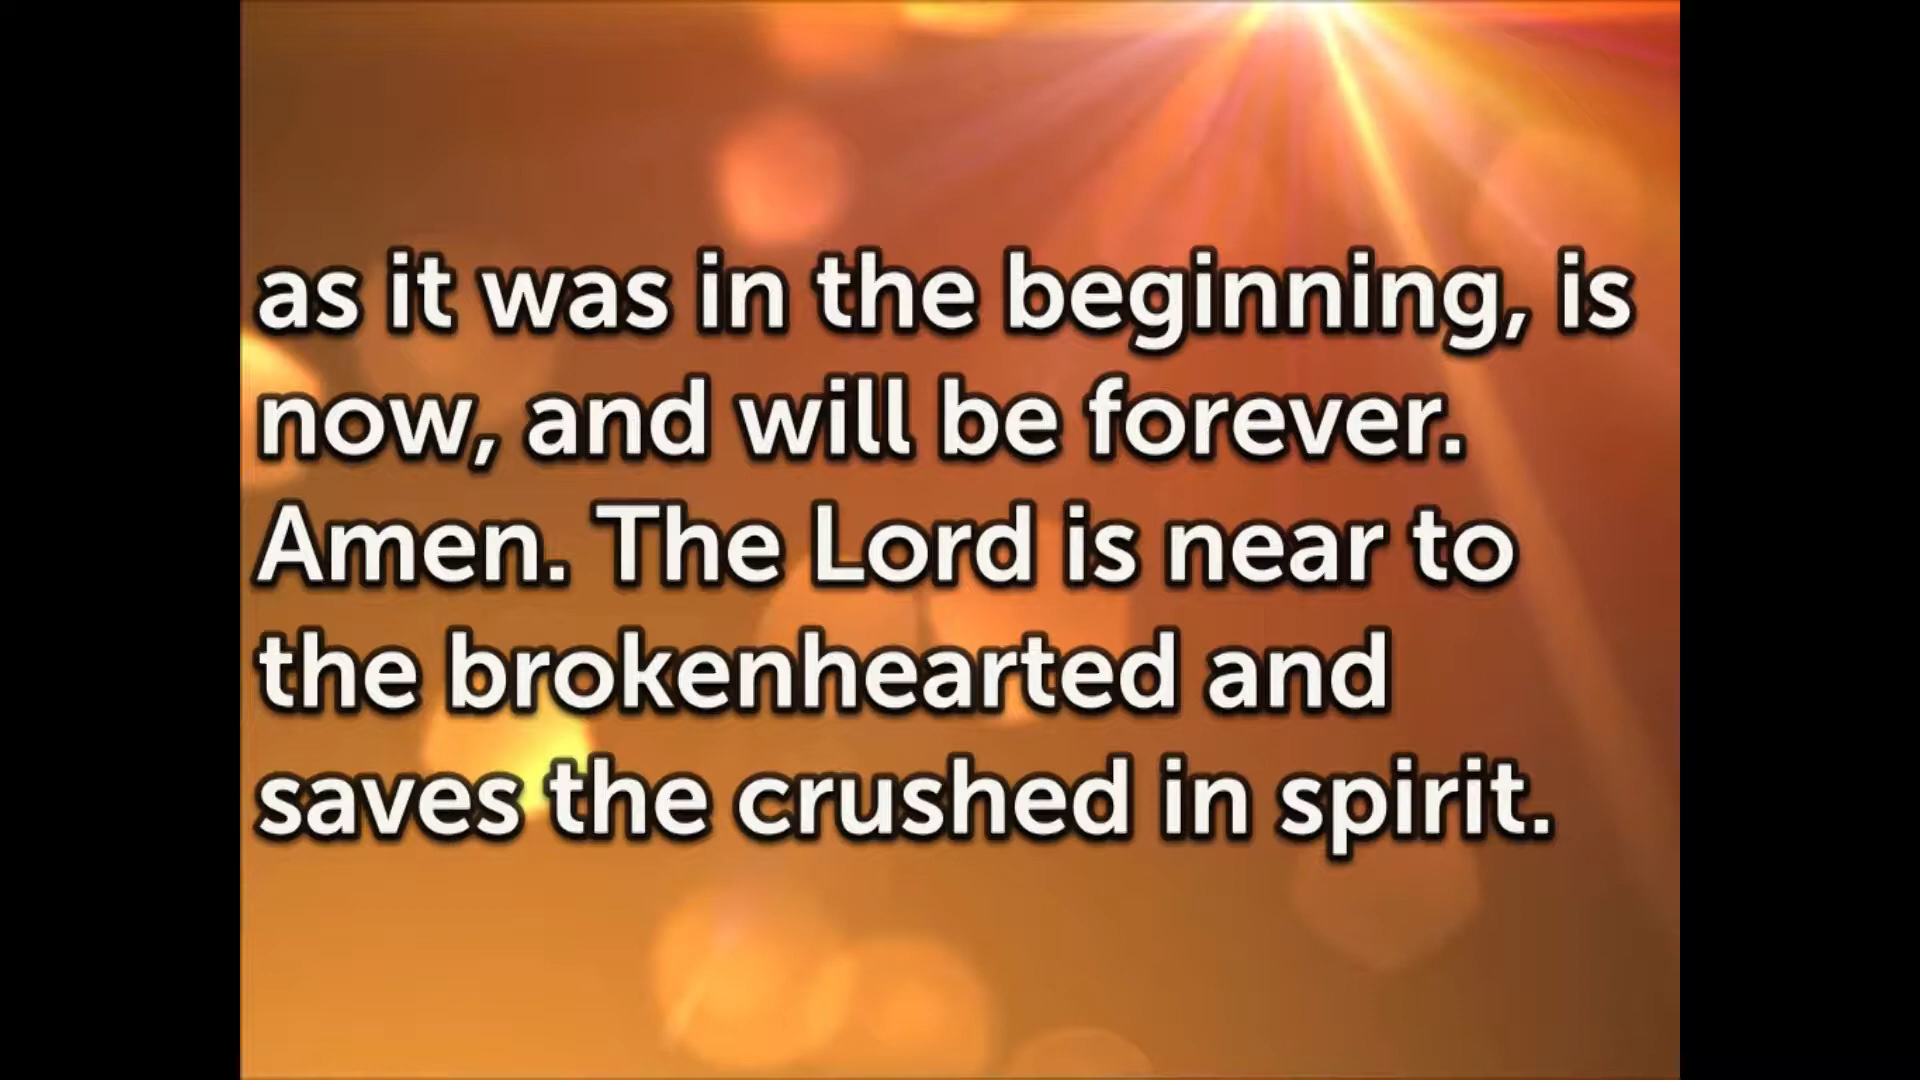 as it was in the beginning, is
now, and will be forever.
Amen. The Lord is near to
the brokenhearted and
saves the crushed in spirit.